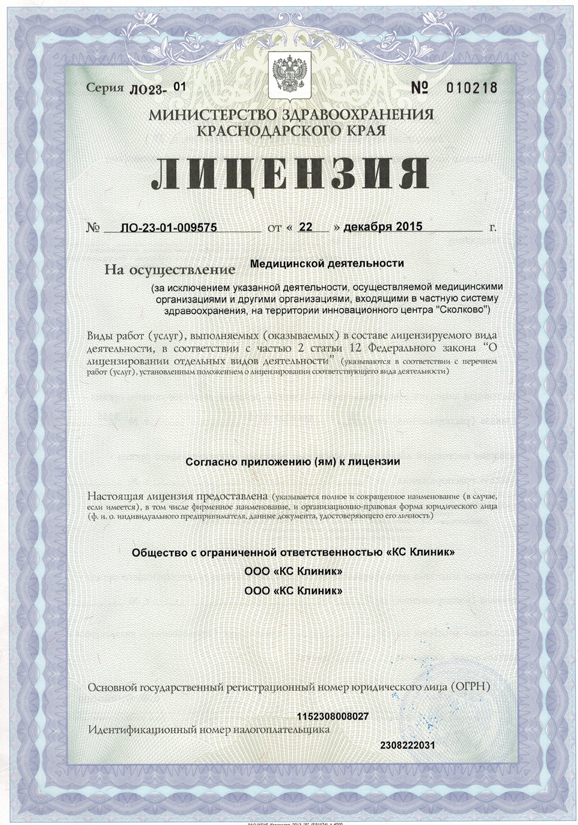 Серия ЛО23- 01 № 010218
МИНИСТЕРСТВО ЗДРАВООХРАНЕНИЯ
КРАСНОДАРСКОГО КРАЯ
ЛИЦЕНЗИЯ
№ ЛО-23-01-009575 от « 22 » декабря 2015 г.
На осуществление Медицинской деятельности
(за исключением указанной деятельности, осуществляемой медицинскими
организациями и другими организациями, входящими в частную систему
здравоохранения, на территории инновационного центра "Сколково")
Виды работ (услуг), выполняемых (оказываемых) в составе лицензируемого вида
деятельности, в соответствии с частью 2 статьи 12 Федерального закона "О
лицензировании отдельных видов деятельности" (указываются в соответствии с перечнем
работ (услуг), установленным положением о лицензировании соответствующего вида деятельности)
Согласно приложению (ям) к лицензии
Настоящая лицензия предоставлена (указывается полное и сокращенное наименование (в случае,
если имеется), в том числе фирменное наименование, и организационно-правовая форма юридического лица
(ф. и. о. индивидуального предпринимателя, данные документа, удостоверяющего его личность)
Общество с ограниченной ответственностью «КС Клиник»
ООО «КС Клиник»
ООО «КС Клиник»
Основной государственный регистрационный номер юридического лица (ОГРН)
1152308008027
Идентификационный номер налогоплательщика
2308222031